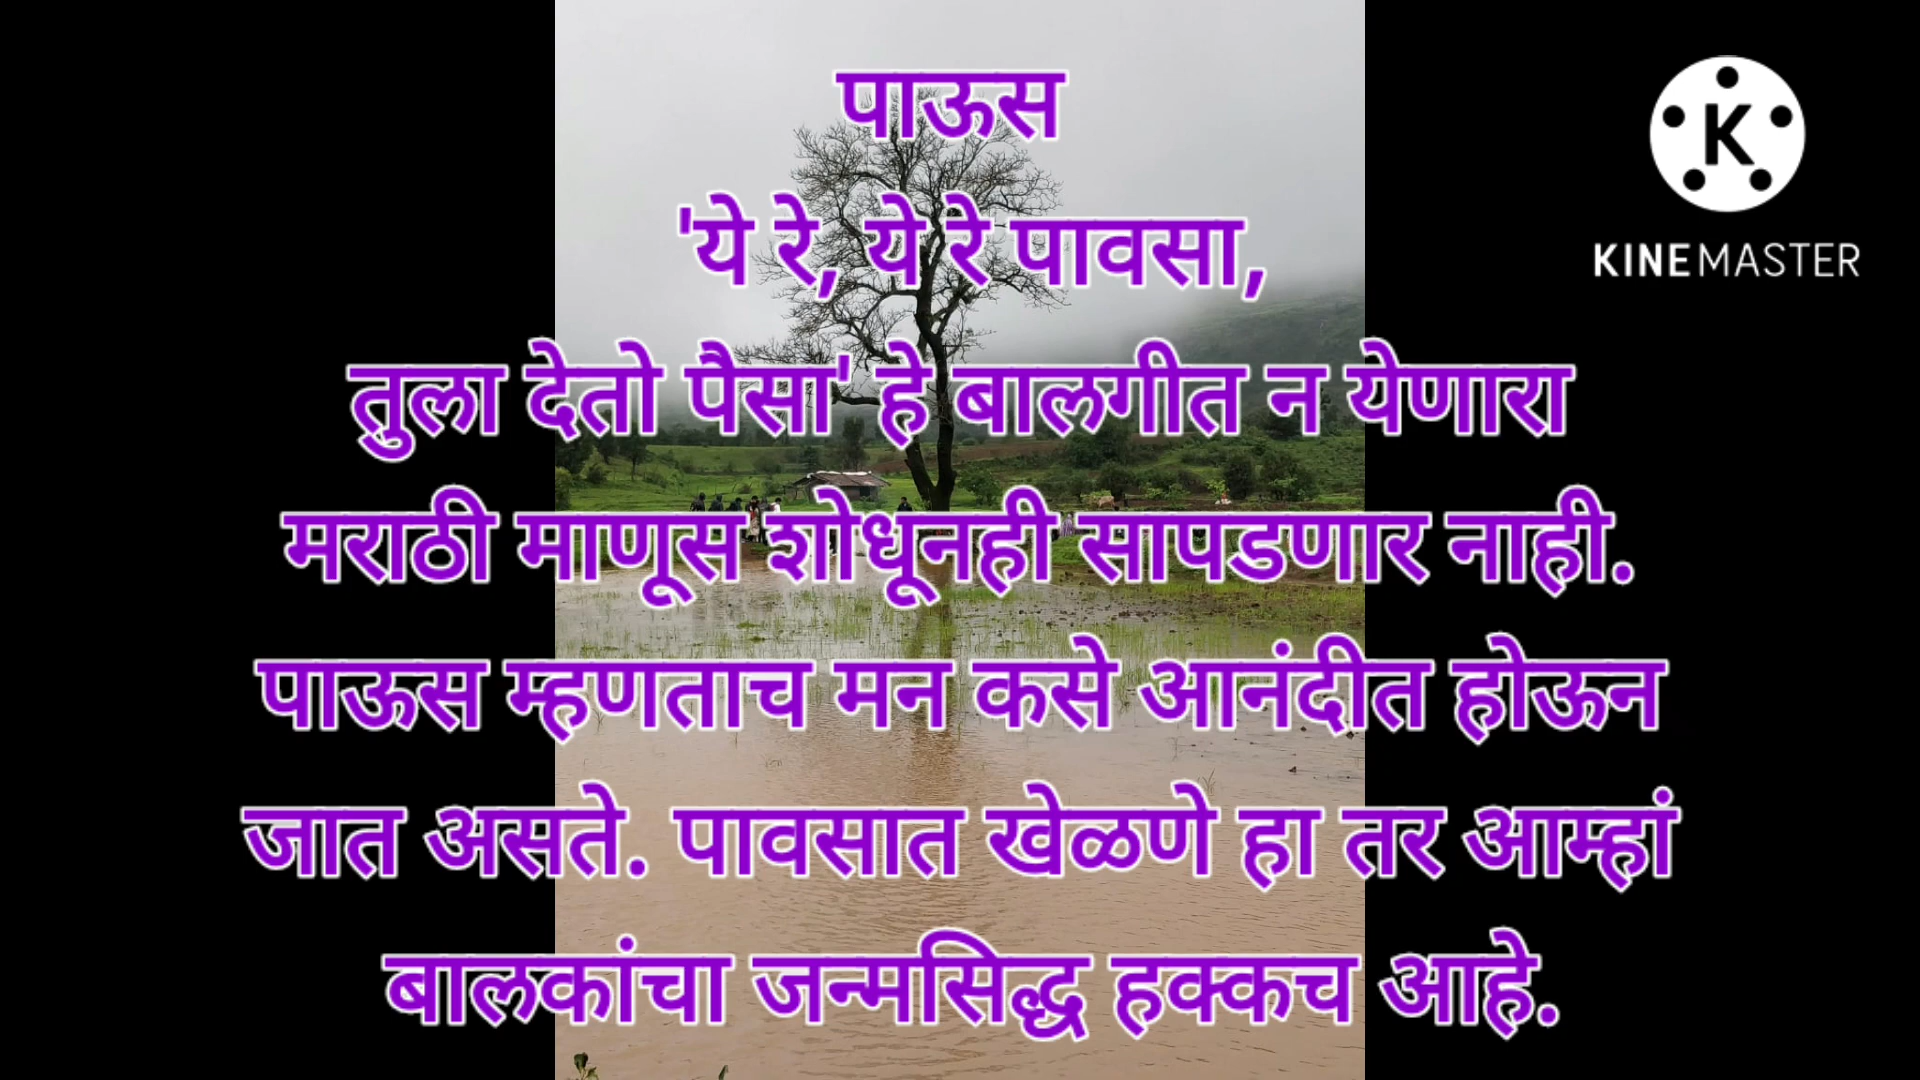 पाऊस
'ये रे, ये रे पावसा,
तुला देतो पैसा' हे बालगीत न येणारा
मराठी माणूस शोधूनही सापडणार नाही.
पाऊस म्हणताच मन कसे आनंदीत होऊन
जात असते. पावसात खेळणे हा तर आम्हां
बालकांचा जन्मसिद्ध हक्कच आहे.
K
KINEMASTER